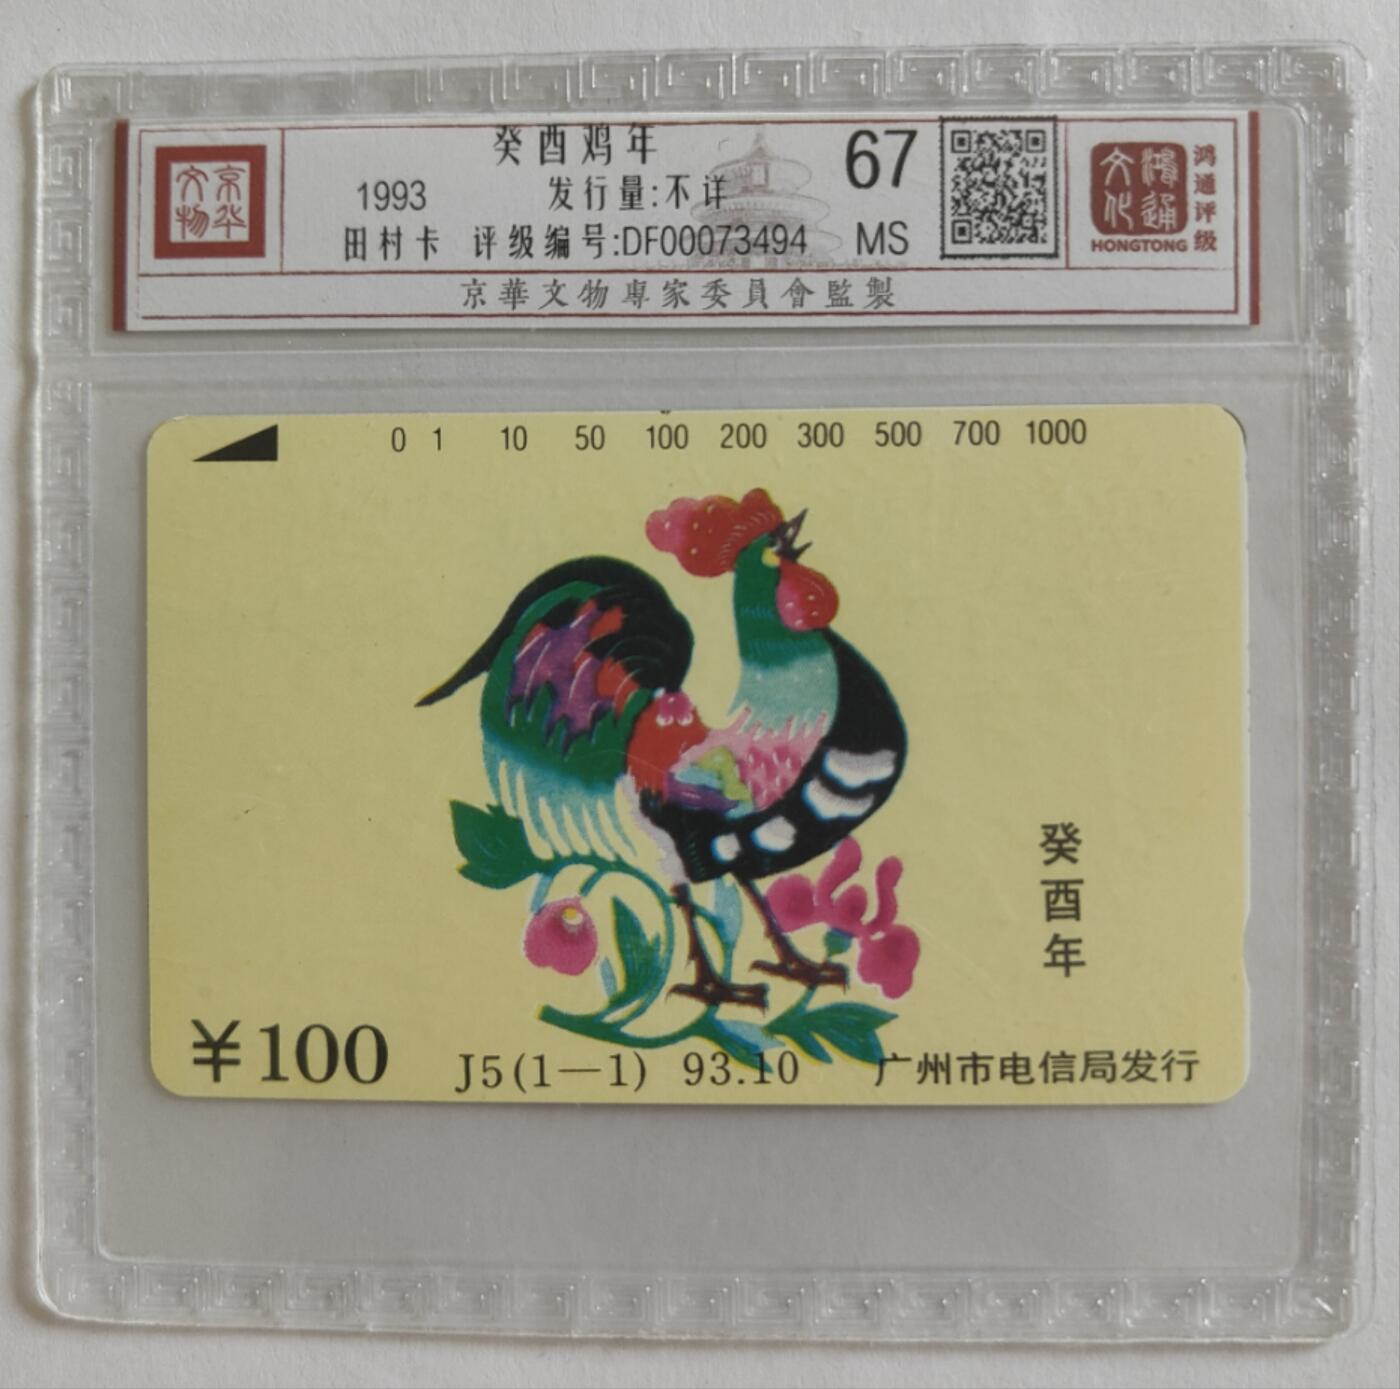 京华
文物
癸酉鸡年
1993 发行量:不详
田村卡 评级编号:DF00073494
67
MS
鸿通
文化
HONGTONG
鸿通评级
京華文物專家委員會監製
0 1 10 50 100 200 300 500 700 1000
癸酉年
¥100 J5(1—1) 93.10 广州市电信局发行